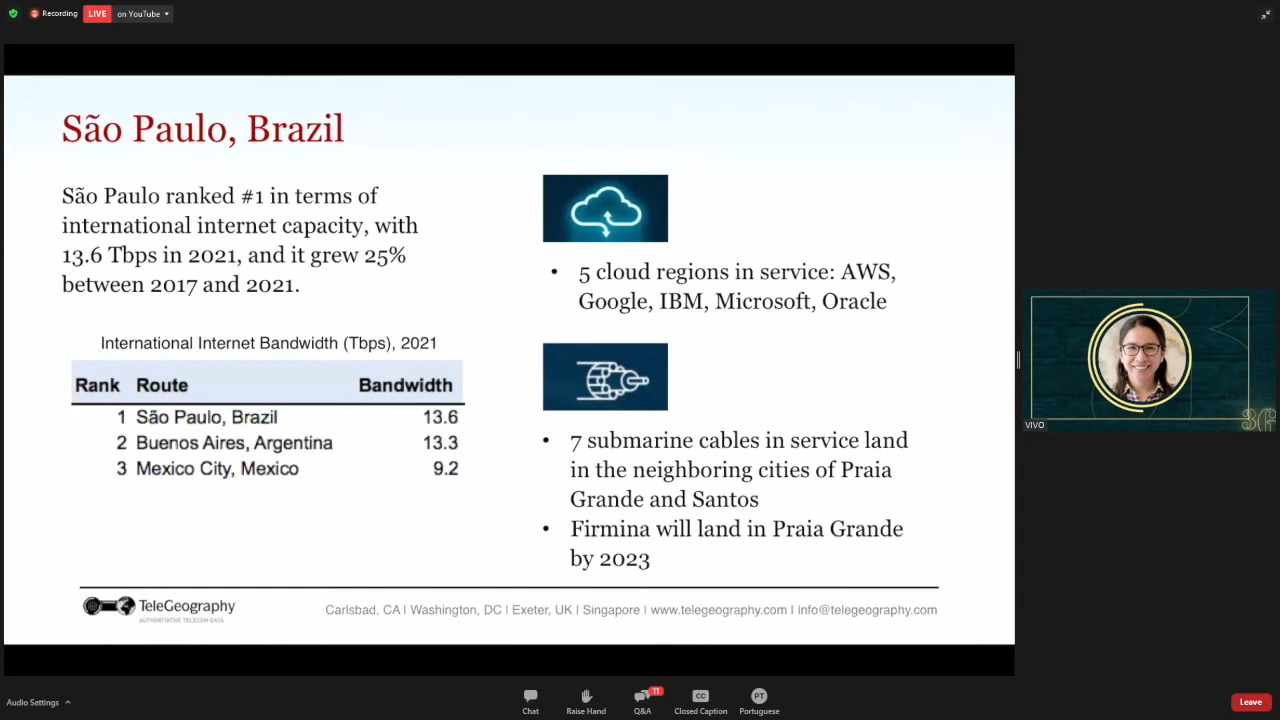 Recording
LIVE
on YouTube
São Paulo, Brazil
São Paulo ranked #1 in terms of
international internet capacity, with
13.6 Tbps in 2021, and it grew 25%
between 2017 and 2021.
International Internet Bandwidth (Tbps), 2021
Rank Route Bandwidth
1 São Paulo, Brazil 13.6
2 Buenos Aires, Argentina 13.3
3 Mexico City, Mexico 9.2
• 5 cloud regions in service: AWS,
Google, IBM, Microsoft, Oracle
• 7 submarine cables in service land
in the neighboring cities of Praia
Grande and Santos
• Firmina will land in Praia Grande
by 2023
TeleGeography
AUTHORITATIVE TELECOM DATA
Carlsbad, CA | Washington, DC | Exeter, UK | Singapore | www.telegeography.com | info@telegeography.com
VIVO
36
Audio Settings
Chat
Raise Hand
11
Q&A
CC
Closed Caption
PT
Portuguese
Leave